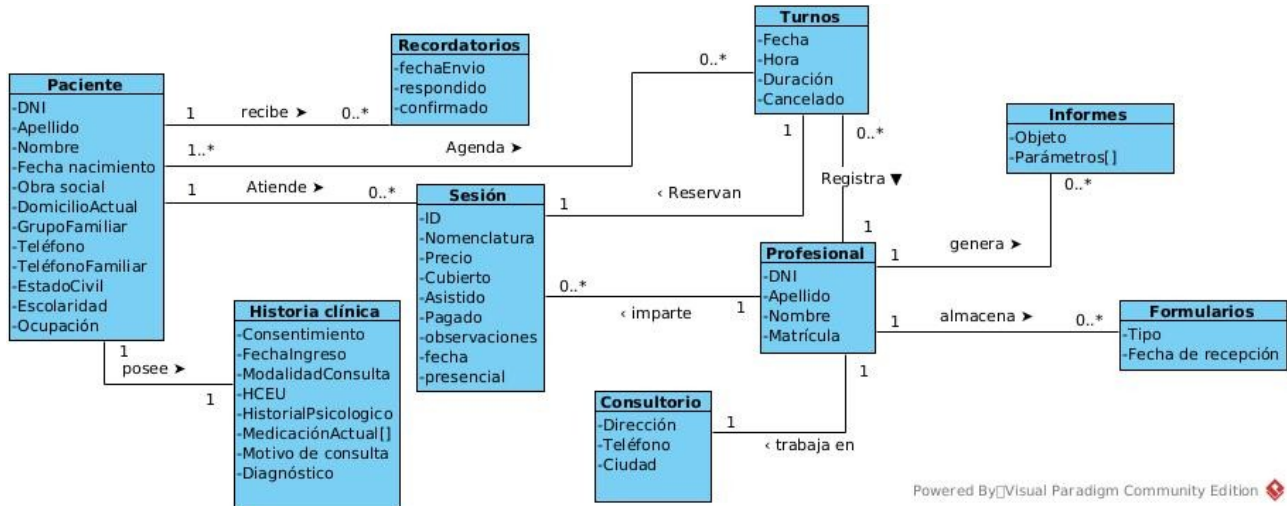 Turnos
-Fecha
-Hora
-Duración
-Cancelado
Recordatorios
-fechaEnvio
-respondido
-confirmado
Paciente
-DNI
-Apellido
-Nombre
-Fecha nacimiento
-Obra social
-DomicilioActual
-GrupoFamiliar
-Teléfono
-TeléfonoFamiliar
-EstadoCivil
-Escolaridad
-Ocupación
1 recibe ➤ 0..*
1..* Agenda ➤ 0..*
1 Atiende ➤ 0..*
Informes
-Objeto
-Parámetros[]
Sesión
-ID
-Nomenclatura
-Precio
-Cubierto
-Asistido
-Pagado
-observaciones
-fecha
-presencial
1 ‹ Reservan 1
0..* Registra ▼ 1
1 genera ➤ 0..*
Profesional
-DNI
-Apellido
-Nombre
-Matrícula
0..* ‹ imparte 1
1 almacena ➤ 0..*
Formularios
-Tipo
-Fecha de recepción
1 posee ➤ 1
Historia clínica
-Consentimiento
-FechaIngreso
-ModalidadConsulta
-HCEU
-HistorialPsicologico
-MedicaciónActual[]
-Motivo de consulta
-Diagnóstico
Consultorio
-Dirección
-Teléfono
-Ciudad
1 ‹ trabaja en 1
Powered By Visual Paradigm Community Edition